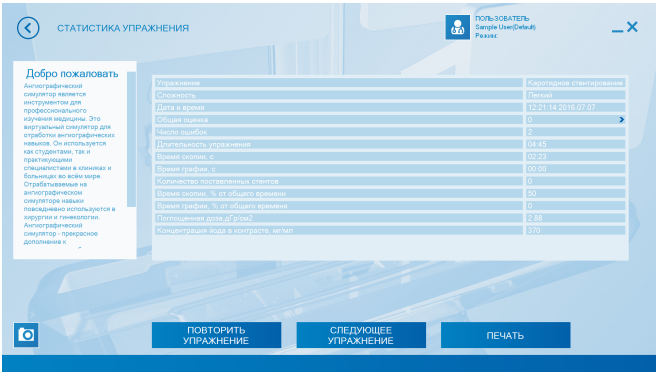 СТАТИСТИКА УПРАЖНЕНИЯ
ПОЛЬЗОВАТЕЛЬ
Sample User(Default)
Режим:
Добро пожаловать
Ангиографический
симулятор является
инструментом для
профессионального
изучения медицины. Это
виртуальный симулятор для
отработки ангиографических
навыков. Он используется
как студентами, так и
практикующими
специалистами в клиниках и
больницах во всём мире.
Отрабатываемые на
ангиографическом
симуляторе навыки
повседневно используются в
хирургии и гинекологии.
Ангиографический
симулятор - прекрасное
дополнение к
Упражнение Каротидное стентирование
Сложность Легкий
Дата и время 12:21:14 2016.07.07
Общая оценка 0
Число ошибок 2
Длительность упражнения 04:45
Время скопии, с 02:23
Время графии, с 00:00
Количество поставленных стентов 0
Время скопии, % от общего времени 50
Время графии, % от общего времени 0
Поглощенная доза,дГр/см2 2,88
Концентрация йода в контрасте, мг/мл 370
ПОВТОРИТЬ
УПРАЖНЕНИЕ
СЛЕДУЮЩЕЕ
УПРАЖНЕНИЕ
ПЕЧАТЬ